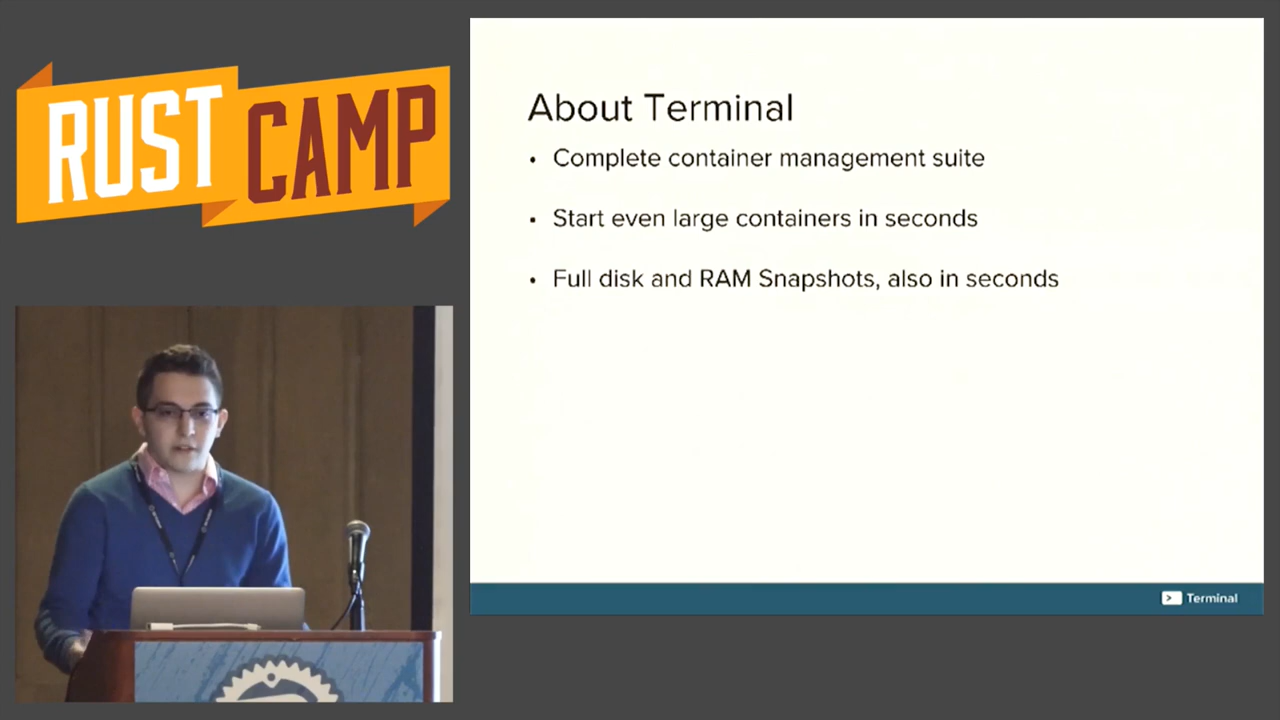 RUST CAMP
About Terminal
• Complete container management suite
• Start even large containers in seconds
• Full disk and RAM Snapshots, also in seconds
Terminal